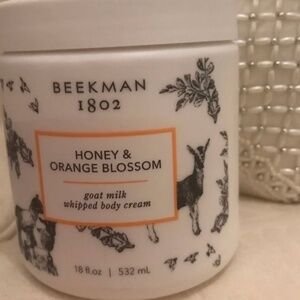 BEEKMAN
1802
HONEY &
ORANGE BLOSSOM
goat milk
whipped body cream
18 fl.oz | 532 mL